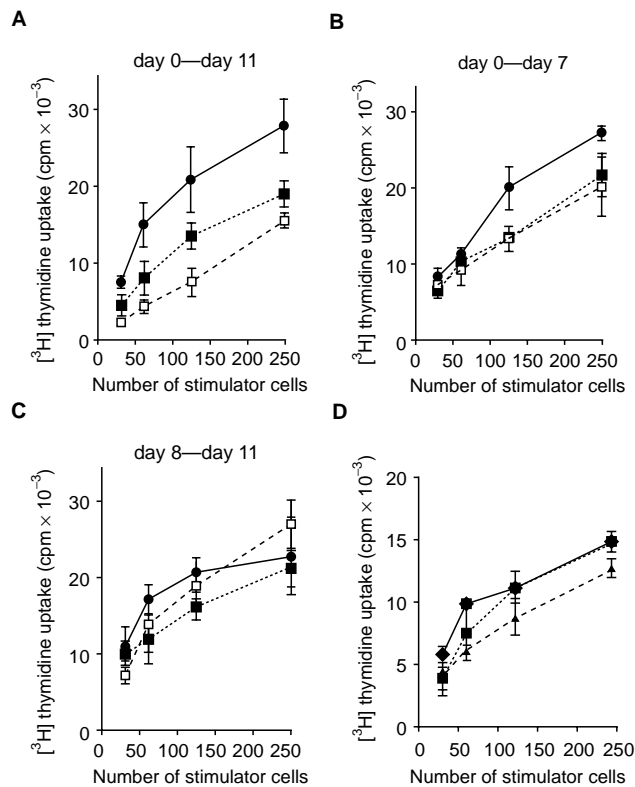 A
day 0—day 11
[³H] thymidine uptake (cpm × 10⁻³)
30
20
10
0
0 50 100 150 200 250
Number of stimulator cells
B
day 0—day 7
[³H] thymidine uptake (cpm × 10⁻³)
30
20
10
0
0 50 100 150 200 250
Number of stimulator cells
C
day 8—day 11
[³H] thymidine uptake (cpm × 10⁻³)
30
20
10
0
0 50 100 150 200 250
Number of stimulator cells
D
[³H] thymidine uptake (cpm × 10⁻³)
20
15
10
5
0
0 50 100 150 200 250
Number of stimulator cells